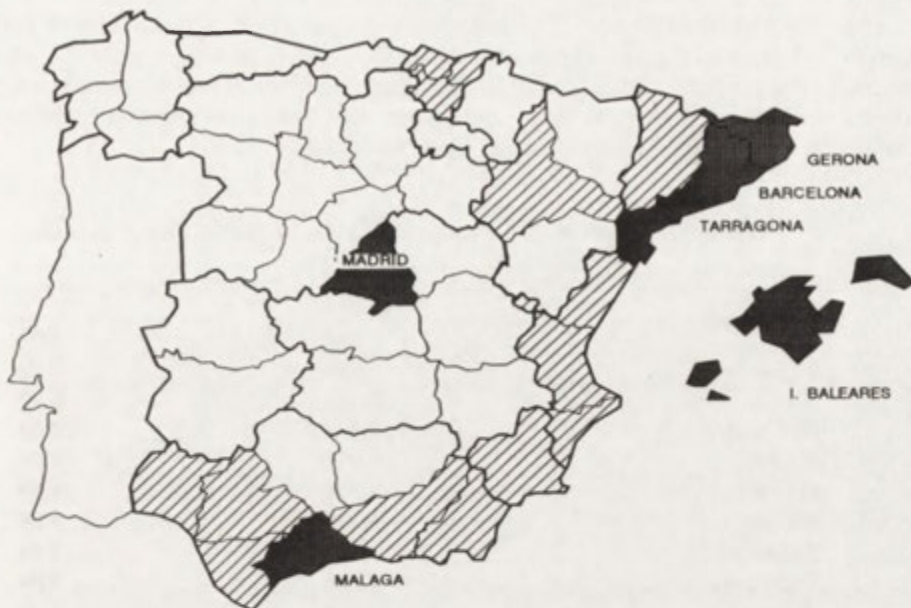 GERONA
BARCELONA
TARRAGONA
MADRID
I. BALEARES
MALAGA